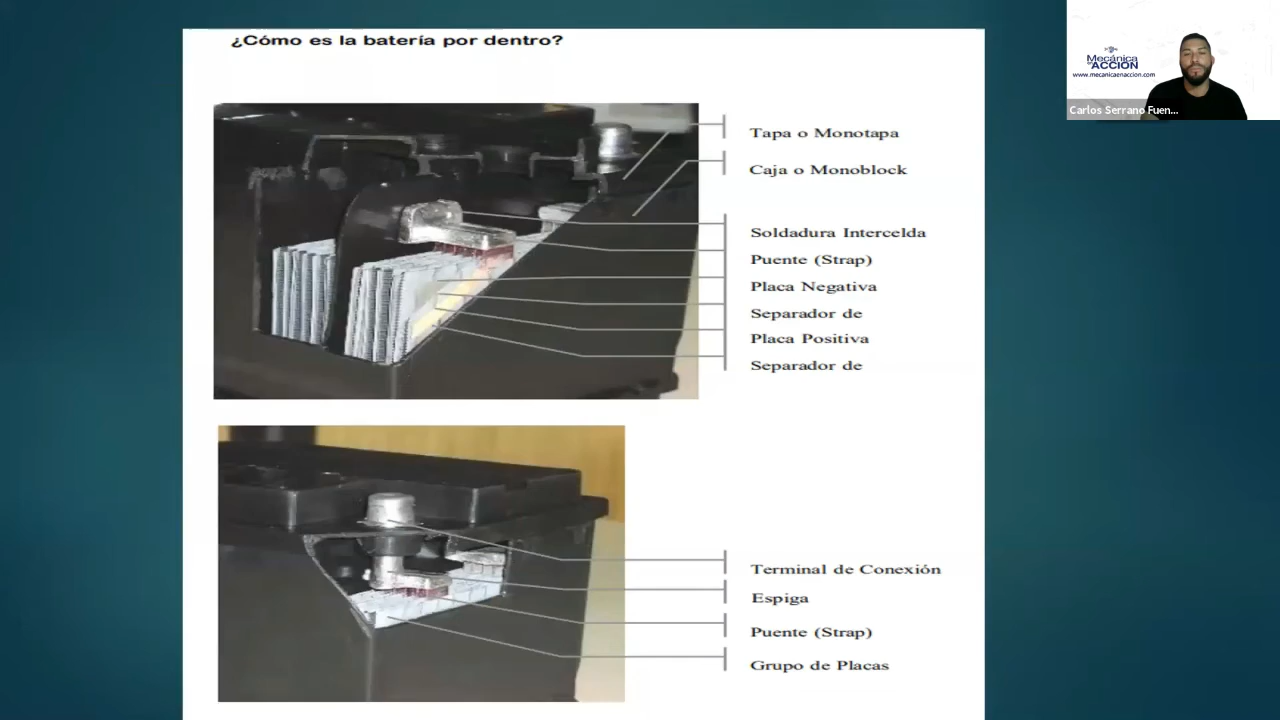 ¿Cómo es la batería por dentro?
Mecánica
en ACCIÓN
www.mecanicaenaccion.com
Carlos Serrano Fuen...
Tapa o Monotapa
Caja o Monoblock
Soldadura Intercelda
Puente (Strap)
Placa Negativa
Separador de
Placa Positiva
Separador de
Terminal de Conexión
Espiga
Puente (Strap)
Grupo de Placas